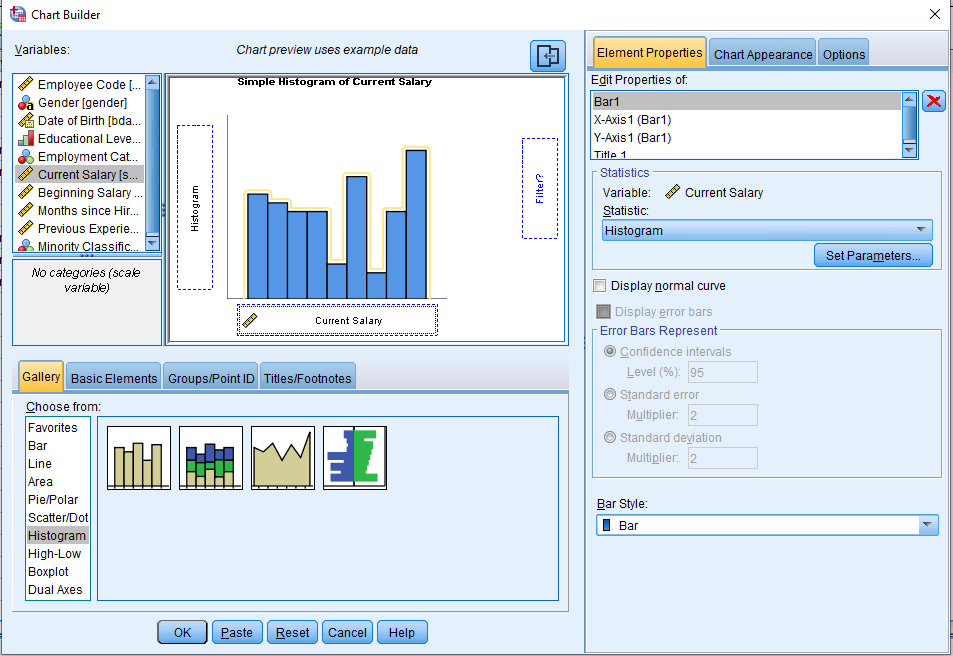 Chart Builder
Variables:
Chart preview uses example data
Employee Code [...
Gender [gender]
Date of Birth [bda...
Educational Leve...
Employment Cat...
Current Salary [s...
Beginning Salary ...
Months since Hir...
Previous Experie...
Minority Classific...
No categories (scale
variable)
Simple Histogram of Current Salary
Histogram
Filter?
Current Salary
Gallery
Basic Elements
Groups/Point ID
Titles/Footnotes
Choose from:
Favorites
Bar
Line
Area
Pie/Polar
Scatter/Dot
Histogram
High-Low
Boxplot
Dual Axes
OK
Paste
Reset
Cancel
Help
Element Properties
Chart Appearance
Options
Edit Properties of:
Bar1
X-Axis1 (Bar1)
Y-Axis1 (Bar1)
Title 1
Statistics
Variable: Current Salary
Statistic:
Histogram
Set Parameters...
Display normal curve
Display error bars
Error Bars Represent
Confidence intervals
Level (%): 95
Standard error
Multiplier: 2
Standard deviation
Multiplier: 2
Bar Style:
Bar